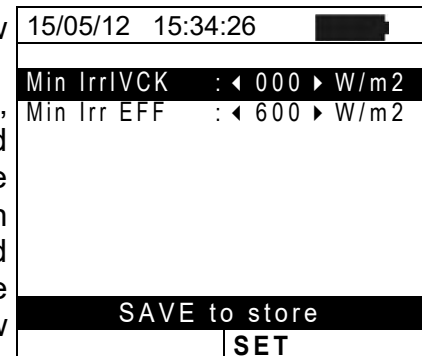 15/05/12 15:34:26
Min IrrIVCK : ◀ 000 ▶ W/m2
Min Irr EFF : ◀ 600 ▶ W/m2
SAVE to store
SET